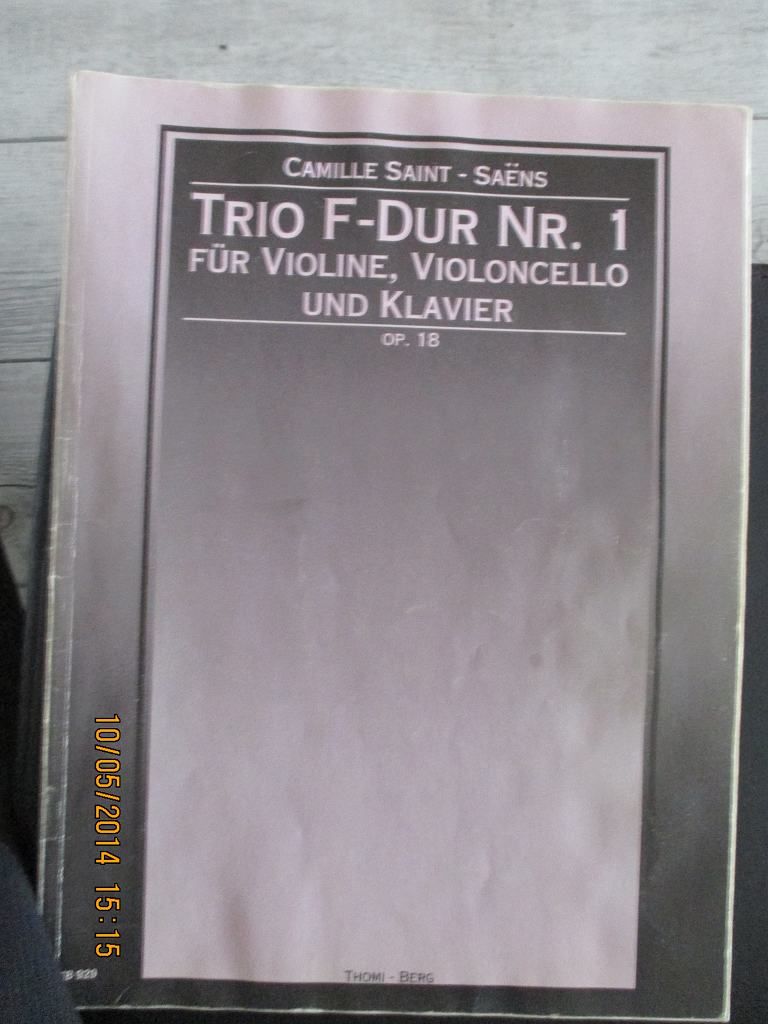 CAMILLE SAINT - SAËNS
TRIO F-DUR NR. 1
FÜR VIOLINE, VIOLONCELLO
UND KLAVIER
OP. 18
10/05/2014 15:15
929
THOMI - BERG